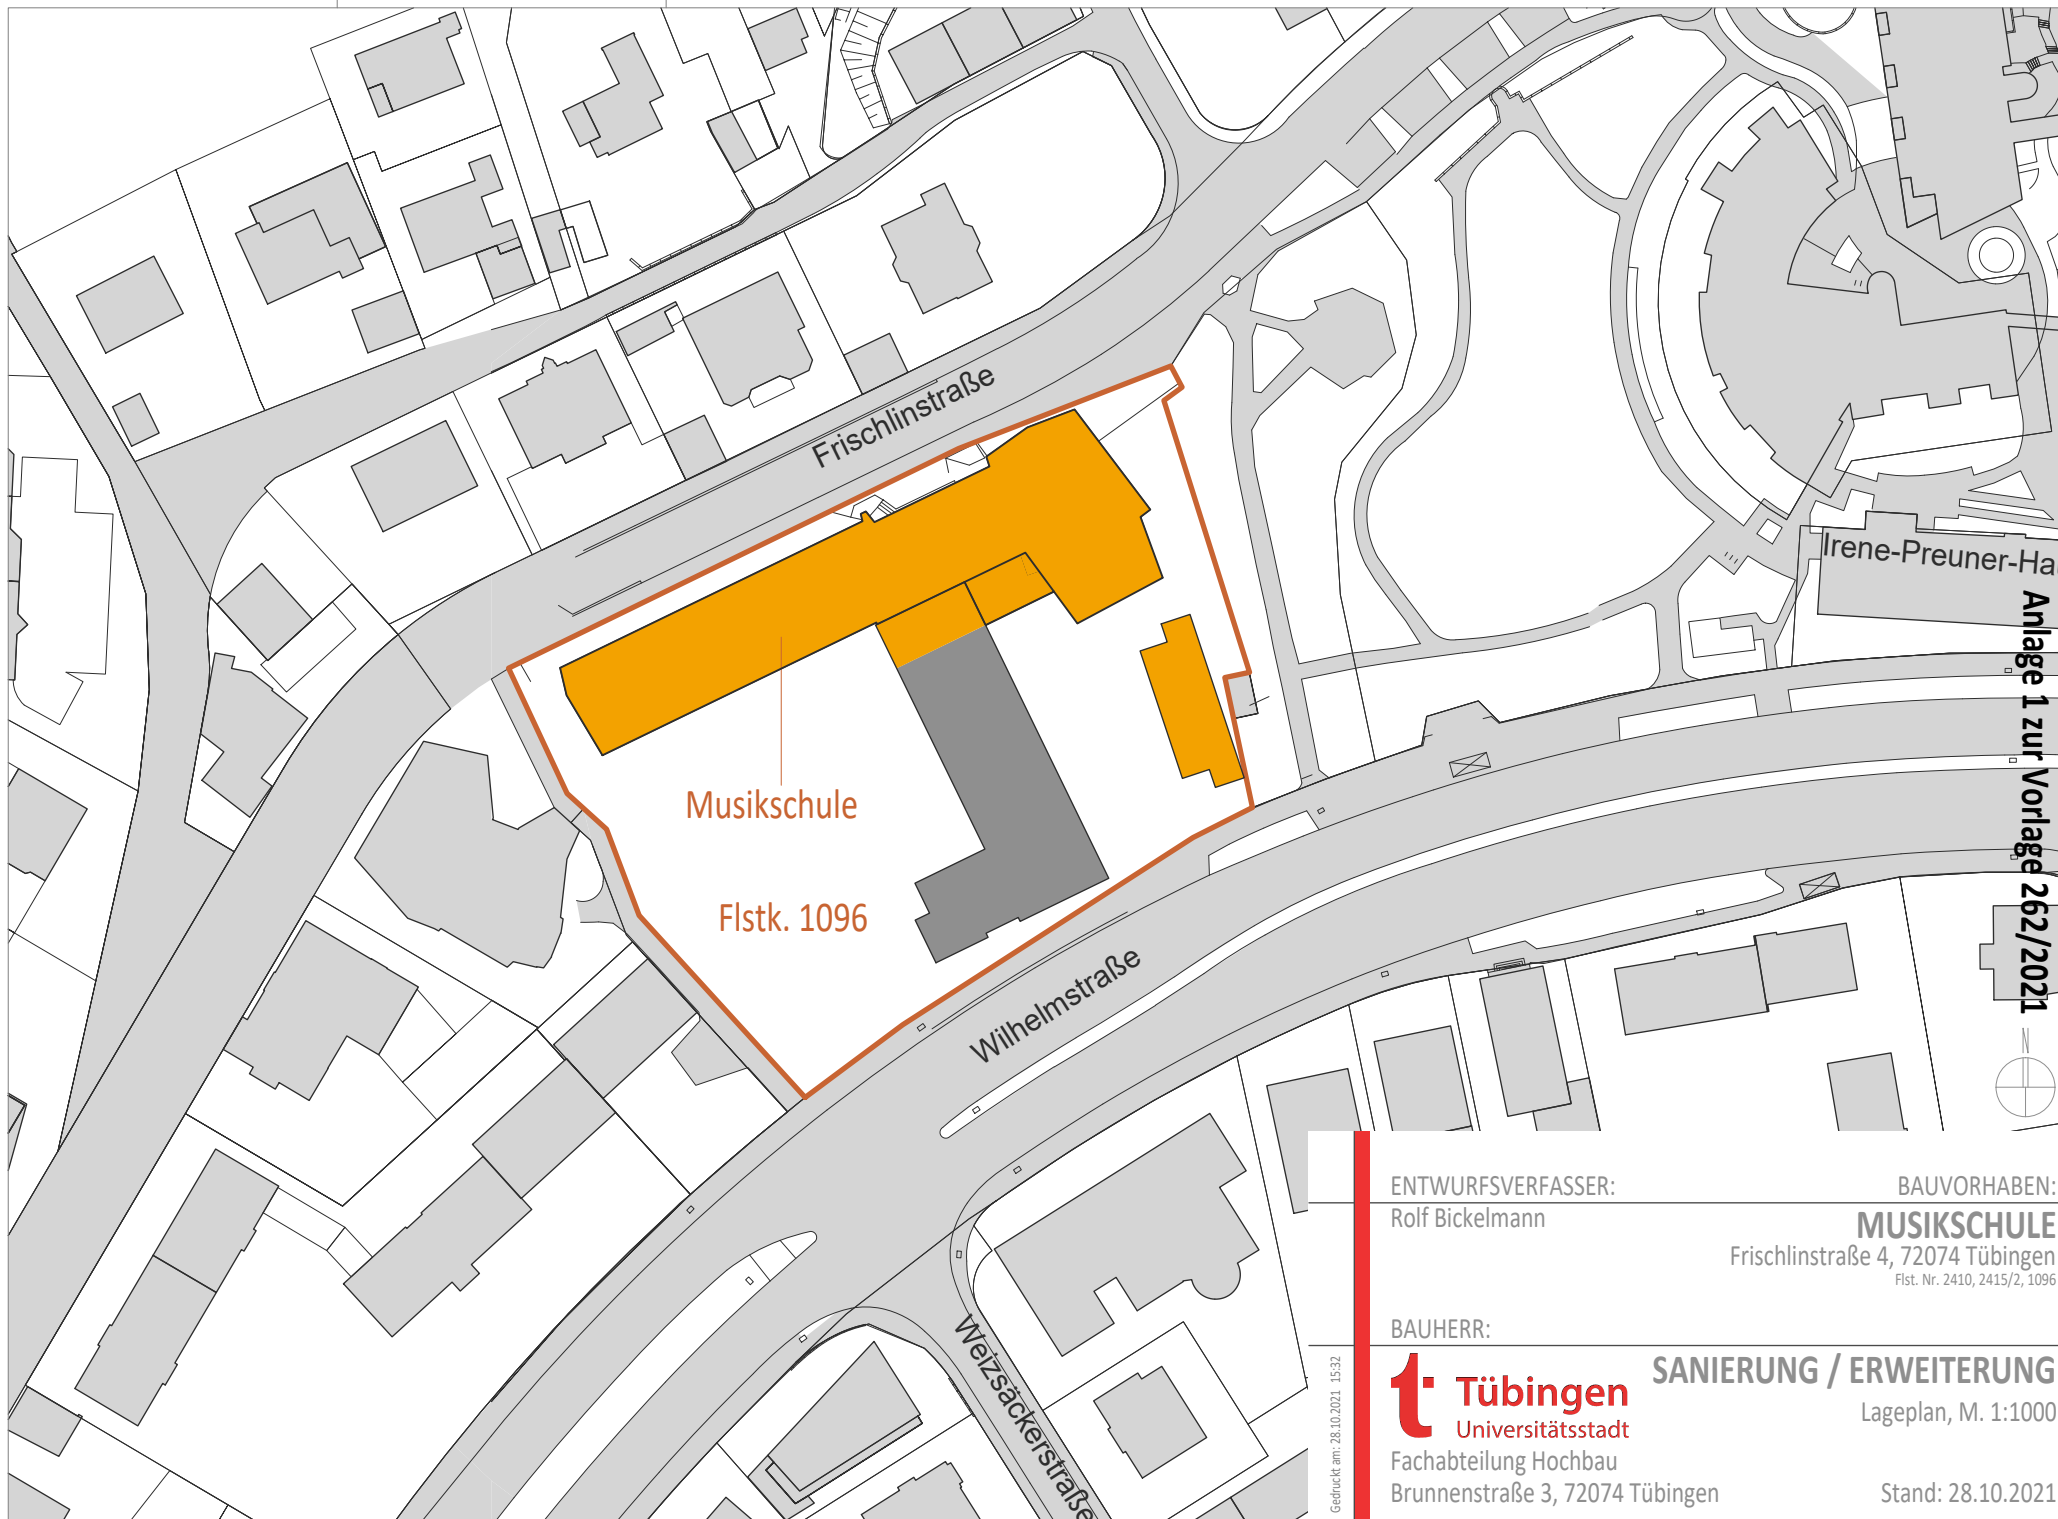 Frischlinstraße
Irene-Preuner-Ha
Anlage 1 zur Vorlage 262/2021
Musikschule
Flstk. 1096
Wilhelmstraße
Weizsäckerstraße
N
ENTWURFSVERFASSER:
BAUVORHABEN:
Rolf Bickelmann
MUSIKSCHULE
Frischlinstraße 4, 72074 Tübingen
Flst. Nr. 2410, 2415/2, 1096
BAUHERR:
t Tübingen
Universitätsstadt
SANIERUNG / ERWEITERUNG
Lageplan, M. 1:1000
Fachabteilung Hochbau
Brunnenstraße 3, 72074 Tübingen
Stand: 28.10.2021
Gedruckt am: 28.10.2021 15:32